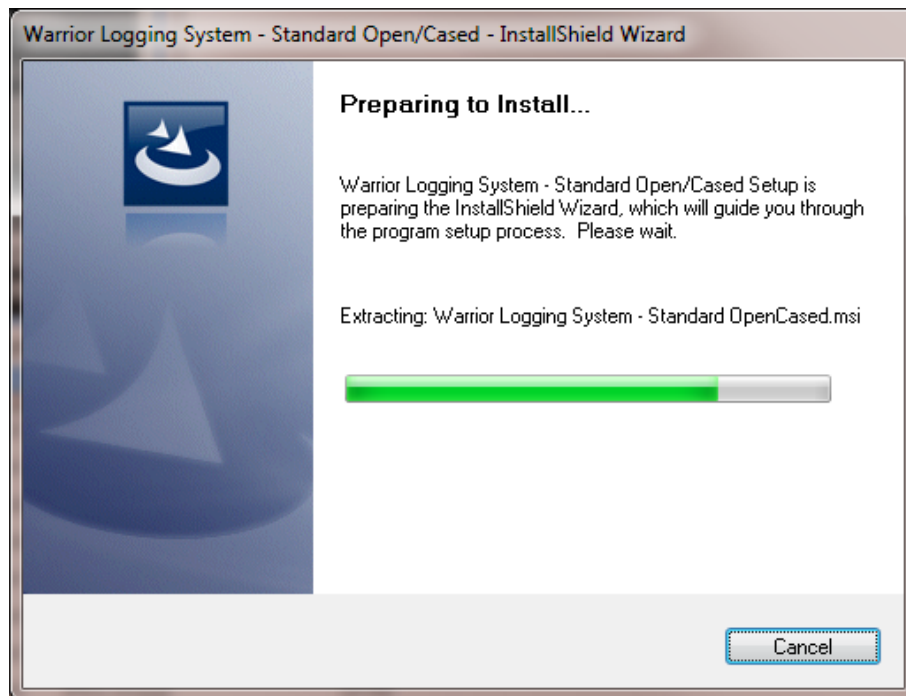 Warrior Logging System - Standard Open/Cased - InstallShield Wizard
Preparing to Install...
Warrior Logging System - Standard Open/Cased Setup is
preparing the InstallShield Wizard, which will guide you through
the program setup process.  Please wait.
Extracting: Warrior Logging System - Standard OpenCased.msi
Cancel